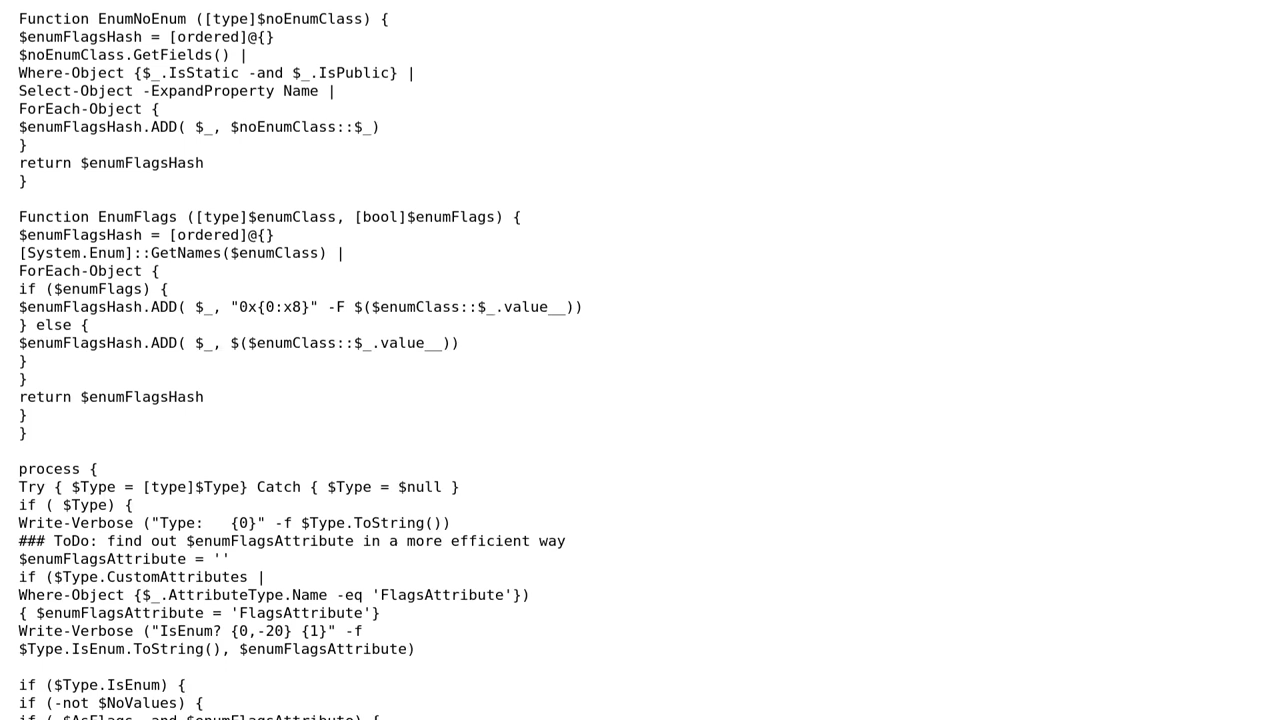 Function EnumNoEnum ([type]$noEnumClass) {
$enumFlagsHash = [ordered]@{}
$noEnumClass.GetFields() |
Where-Object {$_.IsStatic -and $_.IsPublic} |
Select-Object -ExpandProperty Name |
ForEach-Object {
$enumFlagsHash.ADD( $_, $noEnumClass::$_)
}
return $enumFlagsHash
}

Function EnumFlags ([type]$enumClass, [bool]$enumFlags) {
$enumFlagsHash = [ordered]@{}
[System.Enum]::GetNames($enumClass) |
ForEach-Object {
if ($enumFlags) {
$enumFlagsHash.ADD( $_, "0x{0:x8}" -F $($enumClass::$_.value__))
} else {
$enumFlagsHash.ADD( $_, $($enumClass::$_.value__))
}
}
return $enumFlagsHash
}
}

process {
Try { $Type = [type]$Type} Catch { $Type = $null }
if ( $Type) {
Write-Verbose ("Type:   {0}" -f $Type.ToString())
### ToDo: find out $enumFlagsAttribute in a more efficient way
$enumFlagsAttribute = ''
if ($Type.CustomAttributes |
Where-Object {$_.AttributeType.Name -eq 'FlagsAttribute'})
{ $enumFlagsAttribute = 'FlagsAttribute'}
Write-Verbose ("IsEnum? {0,-20} {1}" -f
$Type.IsEnum.ToString(), $enumFlagsAttribute)

if ($Type.IsEnum) {
if (-not $NoValues) {
if ( $AsFlags -and $enumFlagsAttribute) {